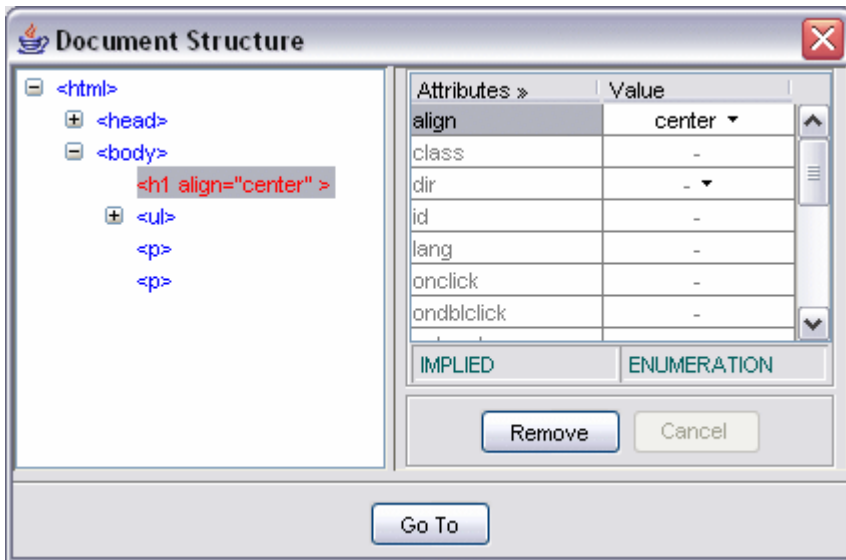 Document Structure
<html>
<head>
<body>
<h1 align="center" >
<ul>
<p>
<p>
Attributes » Value
align center
class -
dir -
id -
lang -
onclick -
ondblclick -
IMPLIED ENUMERATION
Remove Cancel
Go To